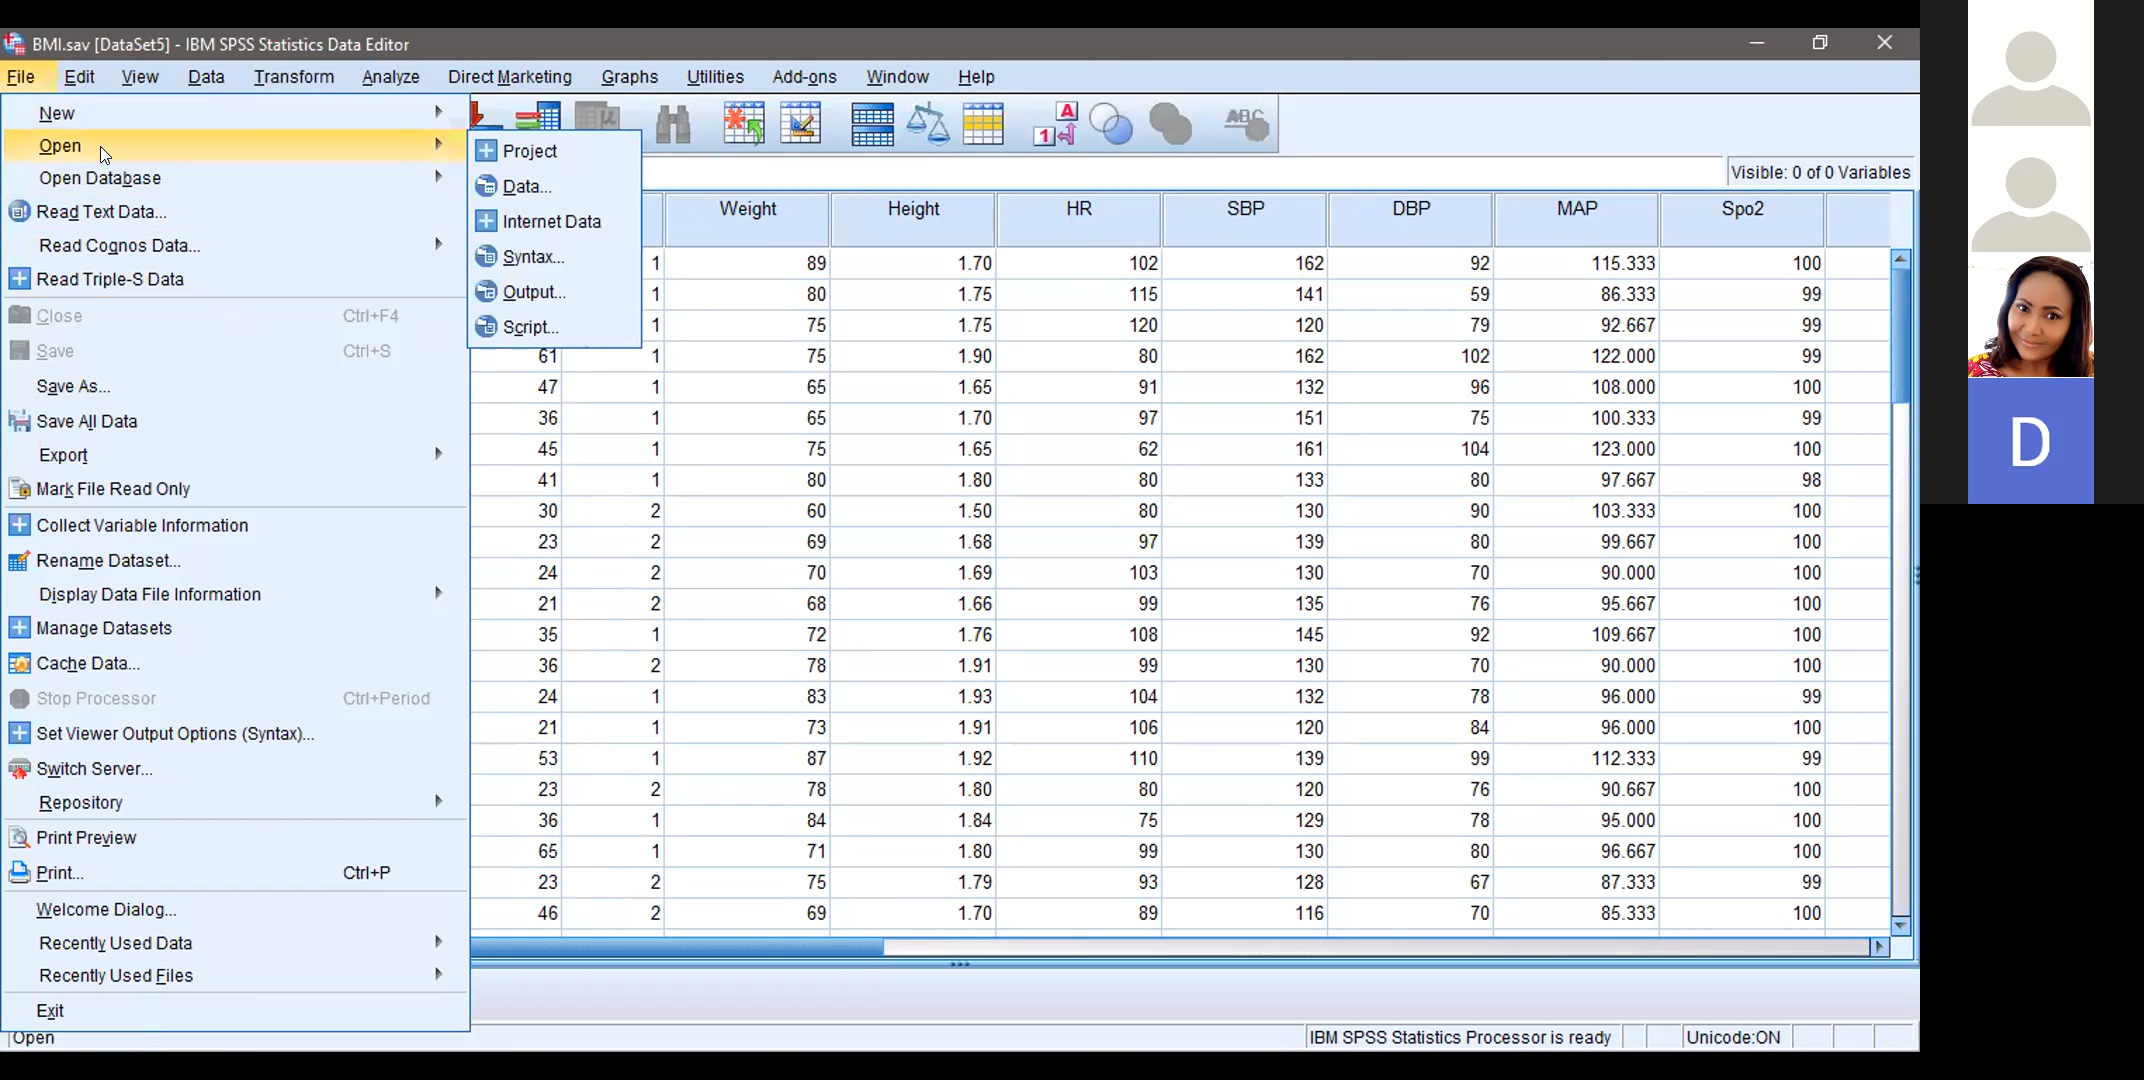 BMI.sav [DataSet5] - IBM SPSS Statistics Data Editor
File Edit View Data Transform Analyze Direct Marketing Graphs Utilities Add-ons Window Help
New
Open
Open Database
Read Text Data...
Read Cognos Data...
Read Triple-S Data
Close Ctrl+F4
Save Ctrl+S
Save As...
Save All Data
Export
Mark File Read Only
Collect Variable Information
Rename Dataset...
Display Data File Information
Manage Datasets
Cache Data...
Stop Processor Ctrl+Period
Set Viewer Output Options (Syntax)...
Switch Server...
Repository
Print Preview
Print... Ctrl+P
Welcome Dialog...
Recently Used Data
Recently Used Files
Exit
Project
Data...
Internet Data
Syntax...
Output...
Script...
µ
A
1
ABC
Visible: 0 of 0 Variables
Weight Height HR SBP DBP MAP Spo2
1 89 1.70 102 162 92 115.333 100
1 80 1.75 115 141 59 86.333 99
1 75 1.75 120 120 79 92.667 99
61 1 75 1.90 80 162 102 122.000 99
47 1 65 1.65 91 132 96 108.000 100
36 1 65 1.70 97 151 75 100.333 99
45 1 75 1.65 62 161 104 123.000 100
41 1 80 1.80 80 133 80 97.667 98
30 2 60 1.50 80 130 90 103.333 100
23 2 69 1.68 97 139 80 99.667 100
24 2 70 1.69 103 130 70 90.000 100
21 2 68 1.66 99 135 76 95.667 100
35 1 72 1.76 108 145 92 109.667 100
36 2 78 1.91 99 130 70 90.000 100
24 1 83 1.93 104 132 78 96.000 99
21 1 73 1.91 106 120 84 96.000 100
53 1 87 1.92 110 139 99 112.333 99
23 2 78 1.80 80 120 76 90.667 100
36 1 84 1.84 75 129 78 95.000 100
65 1 71 1.80 99 130 80 96.667 100
23 2 75 1.79 93 128 67 87.333 99
46 2 69 1.70 89 116 70 85.333 100
Open
IBM SPSS Statistics Processor is ready
Unicode:ON
D